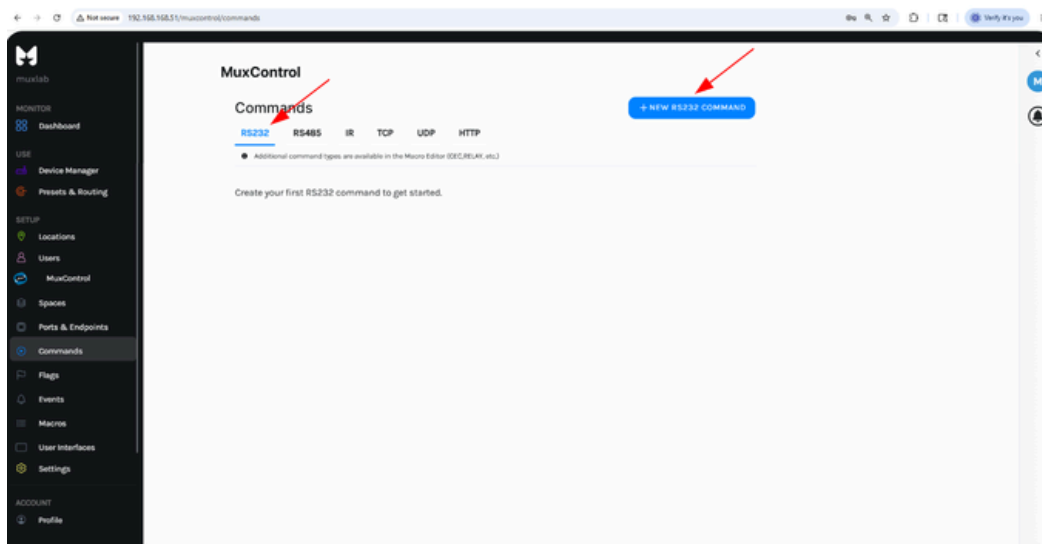 Not secure 192.168.168.51/muxcontrol/commands
Verify it's you
muxlab
MONITOR
Dashboard
USE
Device Manager
Presets & Routing
SETUP
Locations
Users
MuxControl
Spaces
Ports & Endpoints
Commands
Flags
Events
Macros
User Interfaces
Settings
ACCOUNT
Profile
MuxControl
Commands
+ NEW RS232 COMMAND
RS232 RS485 IR TCP UDP HTTP
Additional command types are available in the Macro Editor (CEC,RELAY, etc.)
Create your first RS232 command to get started.
M